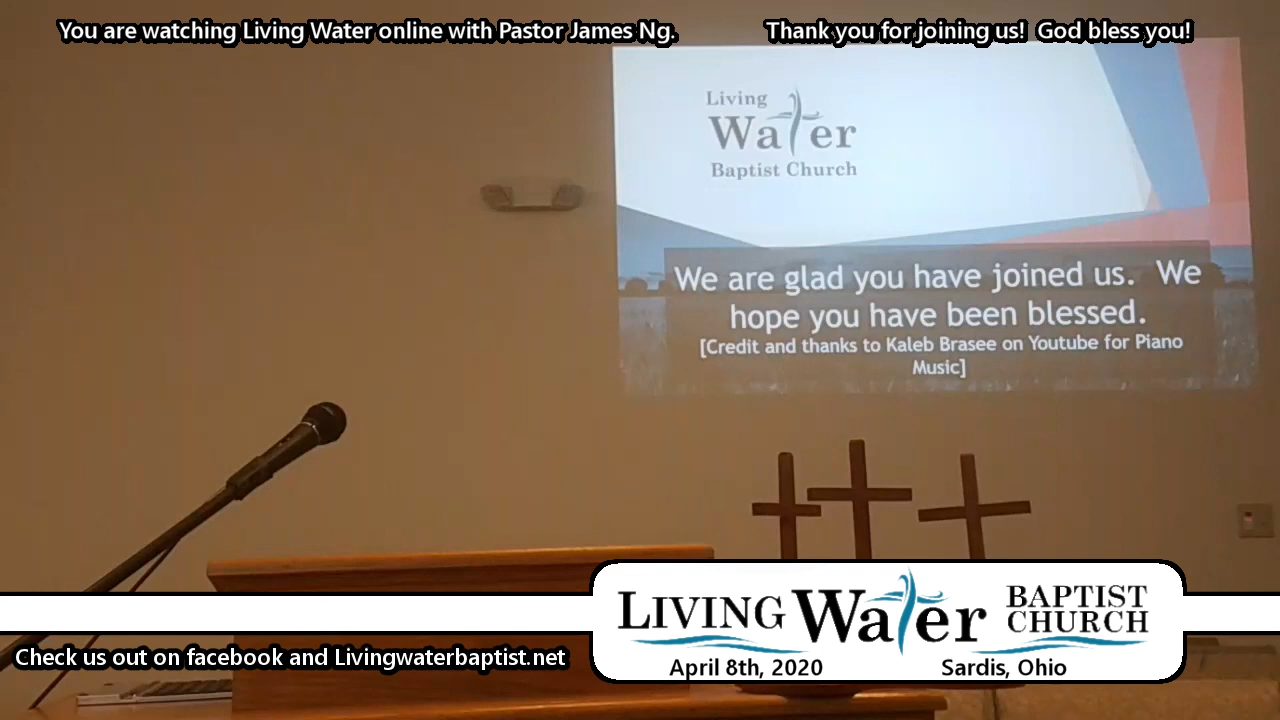 You are watching Living Water online with Pastor James Ng.
Thank you for joining us!  God bless you!
Living
Water
Baptist Church
We are glad you have joined us.  We
hope you have been blessed.
[Credit and thanks to Kaleb Brasee on Youtube for Piano
Music]
LIVING Water BAPTIST
CHURCH
April 8th, 2020
Sardis, Ohio
Check us out on facebook and Livingwaterbaptist.net